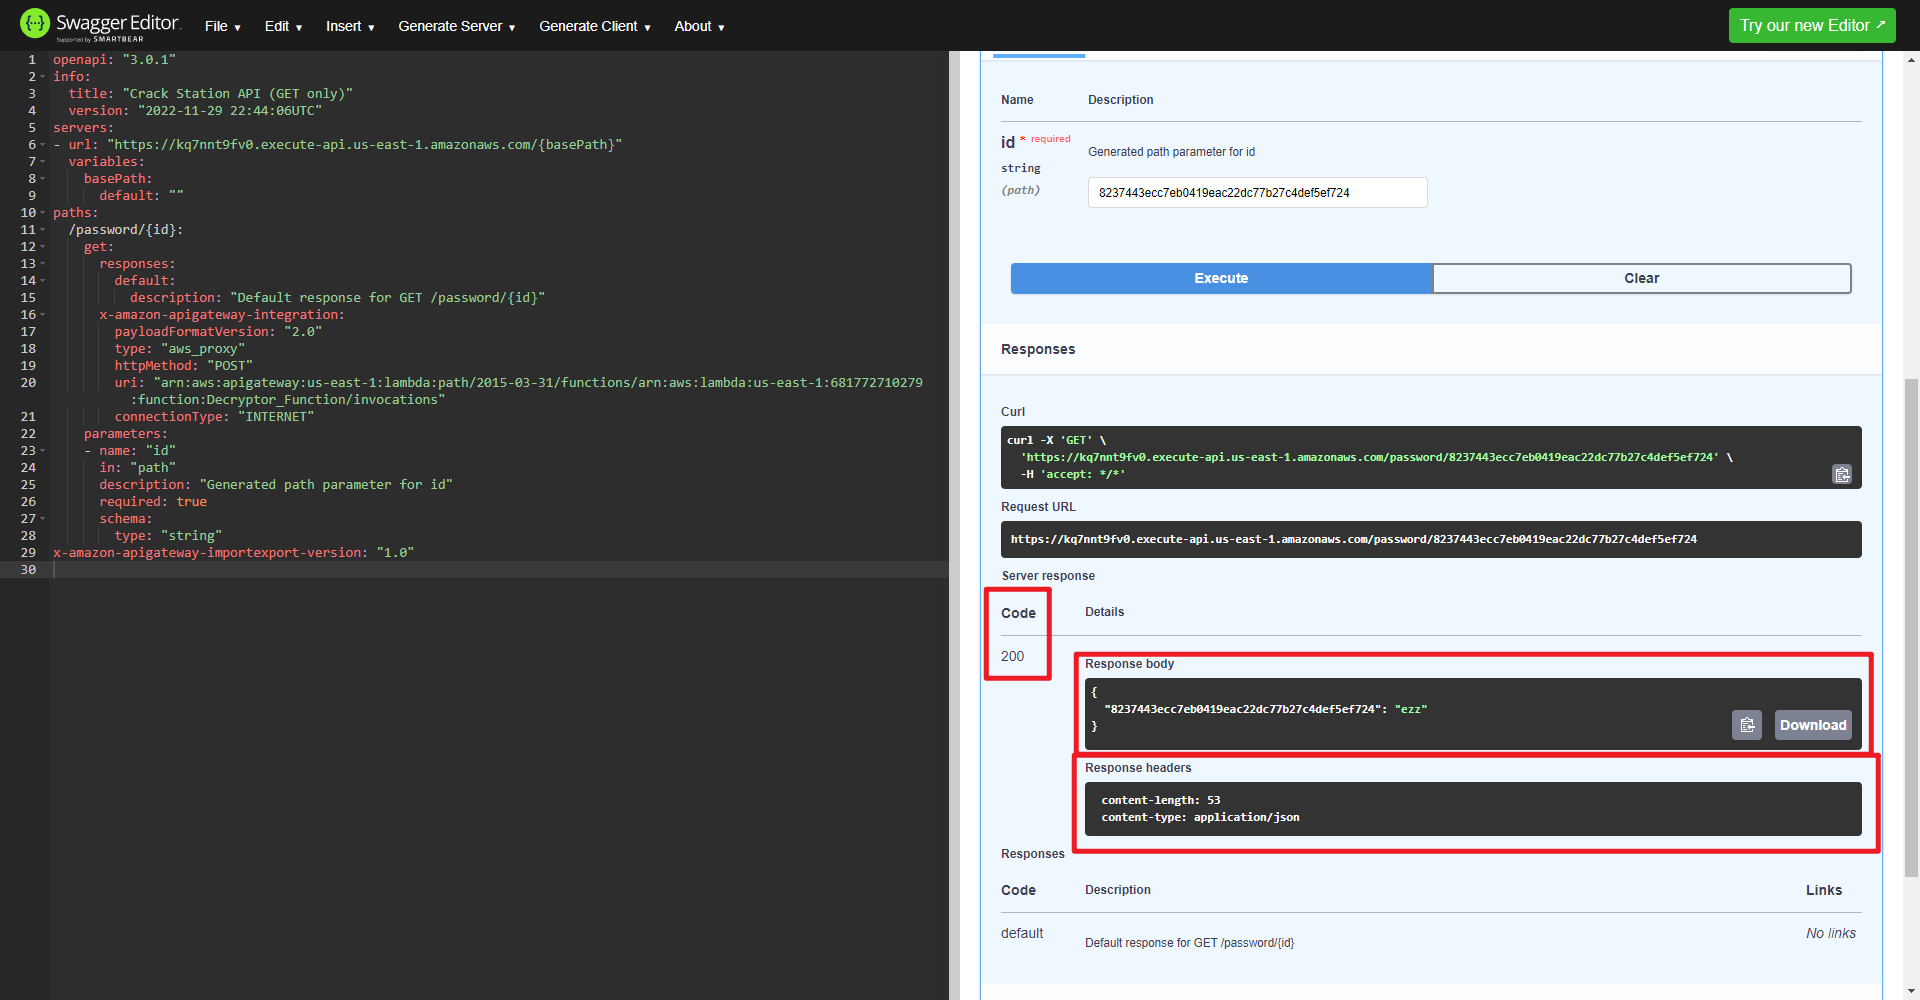 Swagger Editor.
Supported by SMARTBEAR
File ▾ Edit ▾ Insert ▾ Generate Server ▾ Generate Client ▾ About ▾
Try our new Editor ↗
1 openapi: "3.0.1"
2 info:
3 title: "Crack Station API (GET only)"
4 version: "2022-11-29 22:44:06UTC"
5 servers:
6 - url: "https://kq7nnt9fv0.execute-api.us-east-1.amazonaws.com/{basePath}"
7 variables:
8 basePath:
9 default: ""
10 paths:
11 /password/{id}:
12 get:
13 responses:
14 default:
15 description: "Default response for GET /password/{id}"
16 x-amazon-apigateway-integration:
17 payloadFormatVersion: "2.0"
18 type: "aws_proxy"
19 httpMethod: "POST"
20 uri: "arn:aws:apigateway:us-east-1:lambda:path/2015-03-31/functions/arn:aws:lambda:us-east-1:681772710279
:function:Decryptor_Function/invocations"
21 connectionType: "INTERNET"
22 parameters:
23 - name: "id"
24 in: "path"
25 description: "Generated path parameter for id"
26 required: true
27 schema:
28 type: "string"
29 x-amazon-apigateway-importexport-version: "1.0"
30
Name Description
id * required
string
(path)
Generated path parameter for id
8237443ecc7eb0419eac22dc77b27c4def5ef724
Execute Clear
Responses
Curl
curl -X 'GET' \
'https://kq7nnt9fv0.execute-api.us-east-1.amazonaws.com/password/8237443ecc7eb0419eac22dc77b27c4def5ef724' \
-H 'accept: */*'
Request URL
https://kq7nnt9fv0.execute-api.us-east-1.amazonaws.com/password/8237443ecc7eb0419eac22dc77b27c4def5ef724
Server response
Code Details
200
Response body
{
"8237443ecc7eb0419eac22dc77b27c4def5ef724": "ezz"
}
Download
Response headers
content-length: 53
content-type: application/json
Responses
Code Description Links
default
Default response for GET /password/{id}
No links